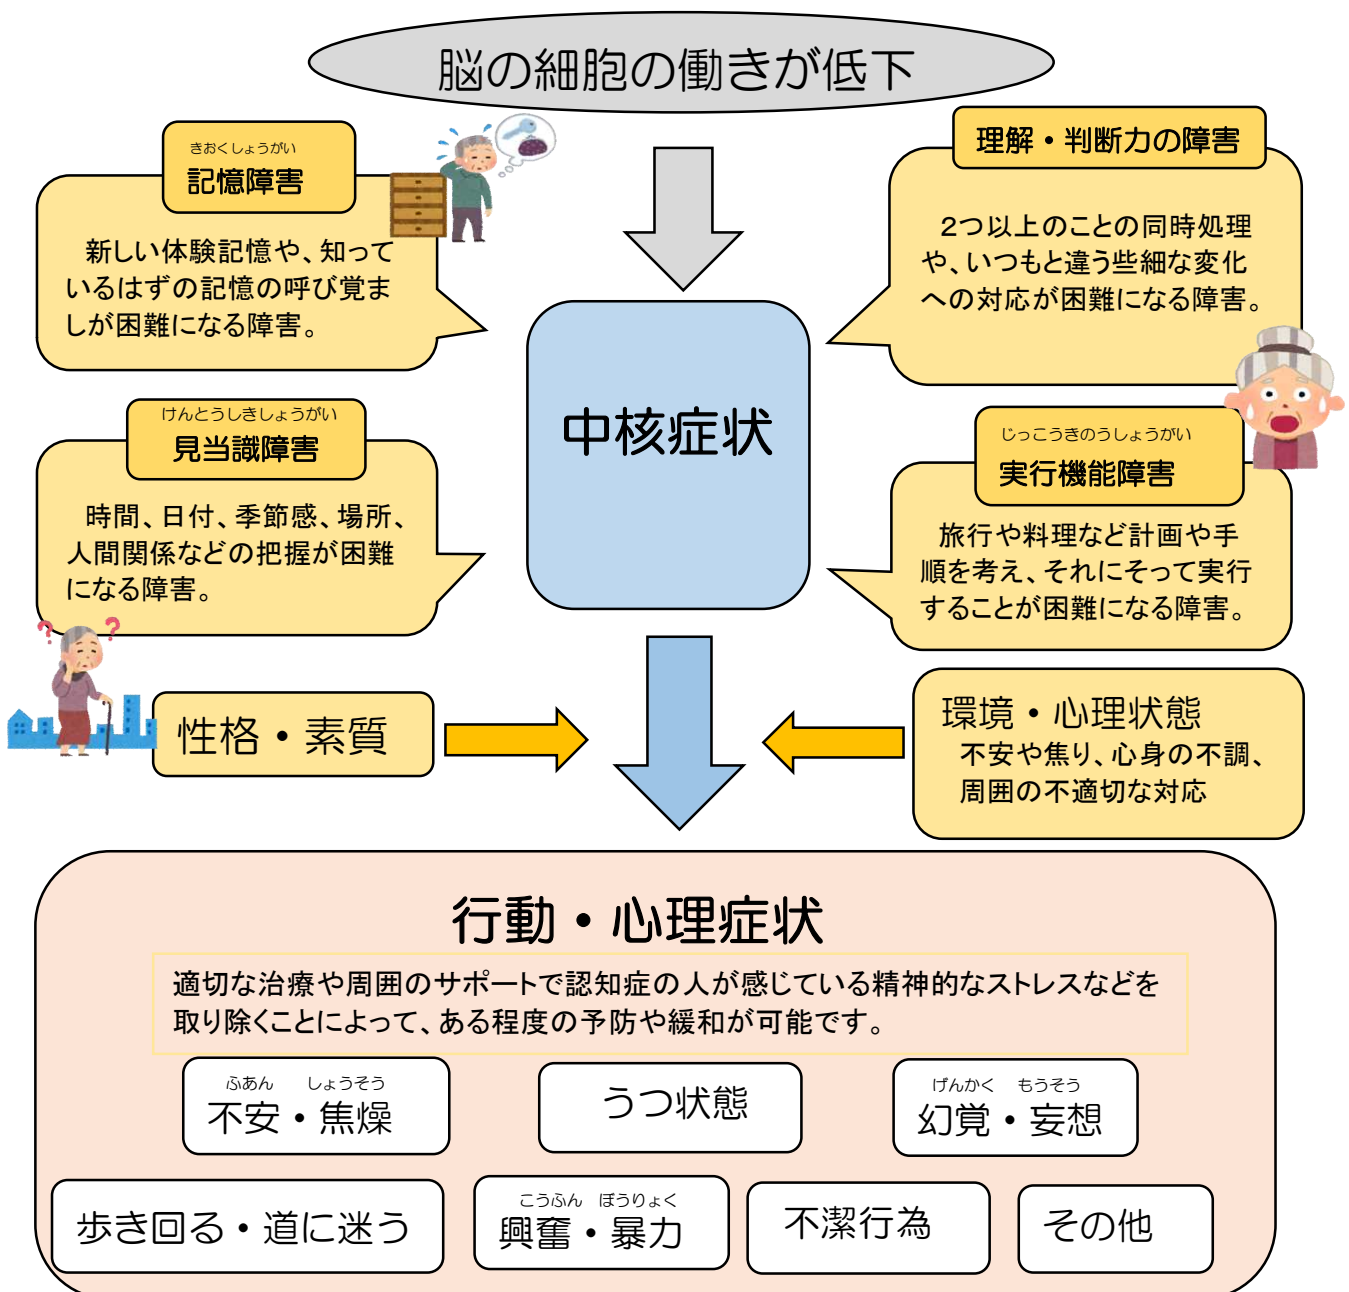 脳の細胞の働きが低下
きおくしょうがい
記憶障害
新しい体験記憶や、知って
いるはずの記憶の呼び覚ま
しが困難になる障害。
理解・判断力の障害
2つ以上のことの同時処理
や、いつもと違う些細な変化
への対応が困難になる障害。
中核症状
けんとうしきしょうがい
見当識障害
時間、日付、季節感、場所、
人間関係などの把握が困難
になる障害。
じっこうきのうしょうがい
実行機能障害
旅行や料理など計画や手
順を考え、それにそって実行
することが困難になる障害。
? ?
性格・素質
環境・心理状態
不安や焦り、心身の不調、
周囲の不適切な対応
行動・心理症状
適切な治療や周囲のサポートで認知症の人が感じている精神的なストレスなどを
取り除くことによって、ある程度の予防や緩和が可能です。
ふあん しょうそう
不安・焦燥
うつ状態
げんかく もうそう
幻覚・妄想
歩き回る・道に迷う
こうふん ぼうりょく
興奮・暴力
不潔行為
その他